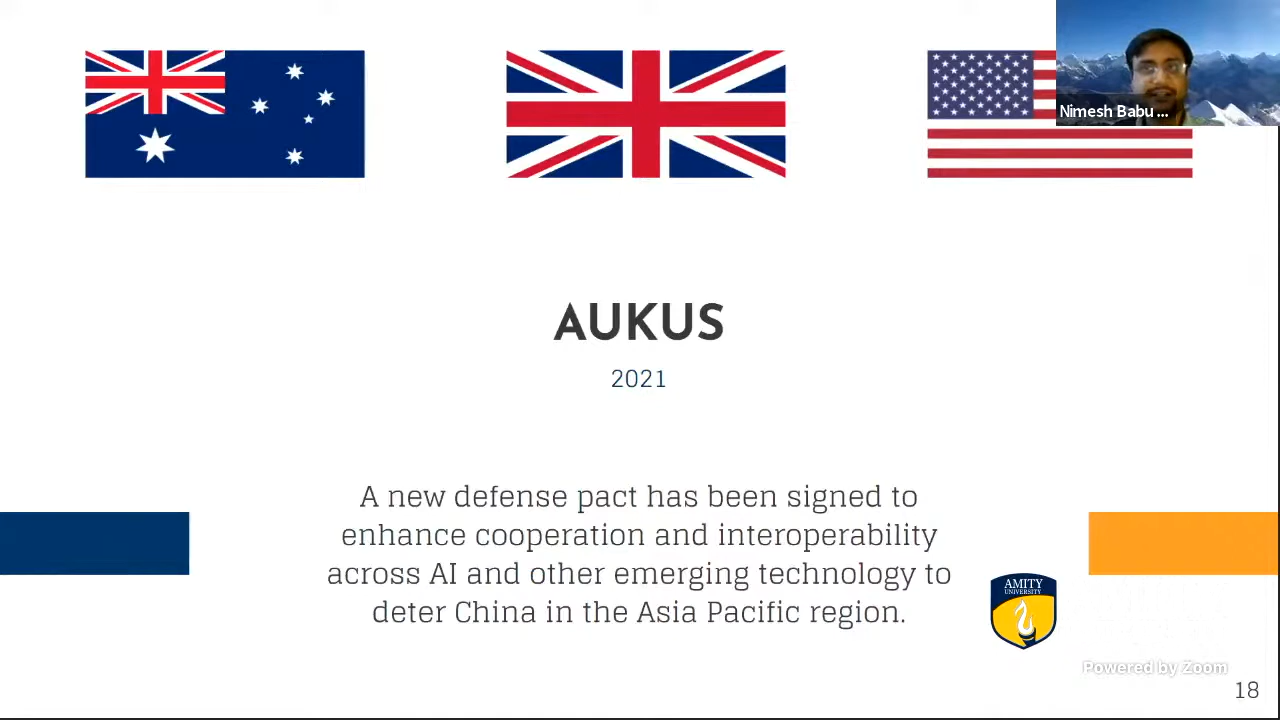 Nimesh Babu ...
AUKUS
2021
A new defense pact has been signed to
enhance cooperation and interoperability
across AI and other emerging technology to
deter China in the Asia Pacific region.
AMITY
UNIVERSITY
Powered by Zoom
18